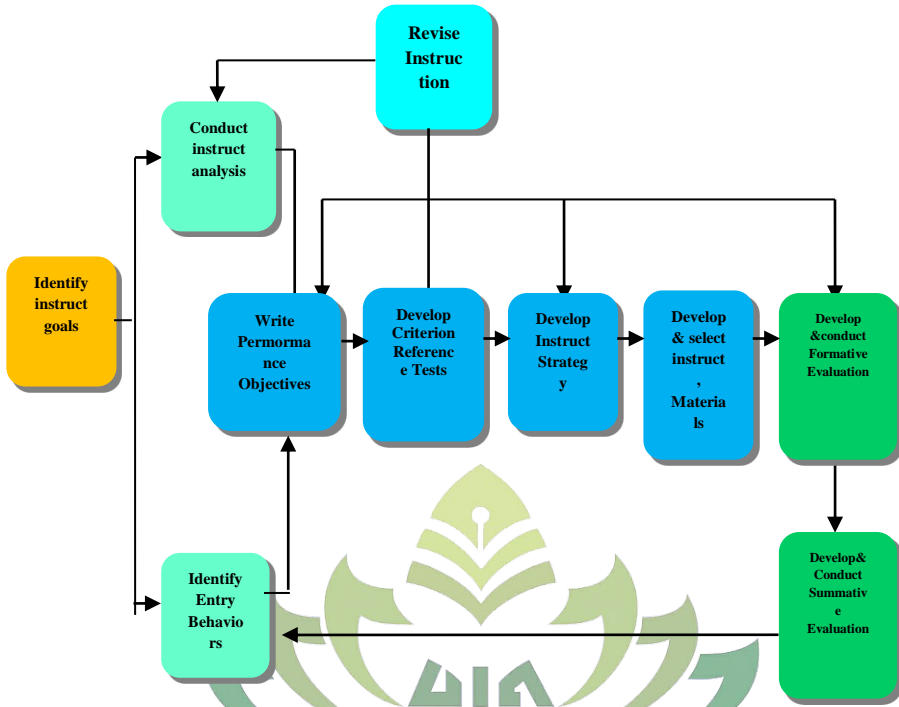 Revise
Instruc
tion
Conduct
instruct
analysis
Identify
instruct
goals
Write
Permorma
nce
Objectives
Develop
Criterion
Referenc
e Tests
Develop
Instruct
Strateg
y
Develop
& select
instruct
,
Materia
ls
Develop
&conduct
Formative
Evaluation
Identify
Entry
Behavio
rs
Develop&
Conduct
Summativ
e
Evaluation